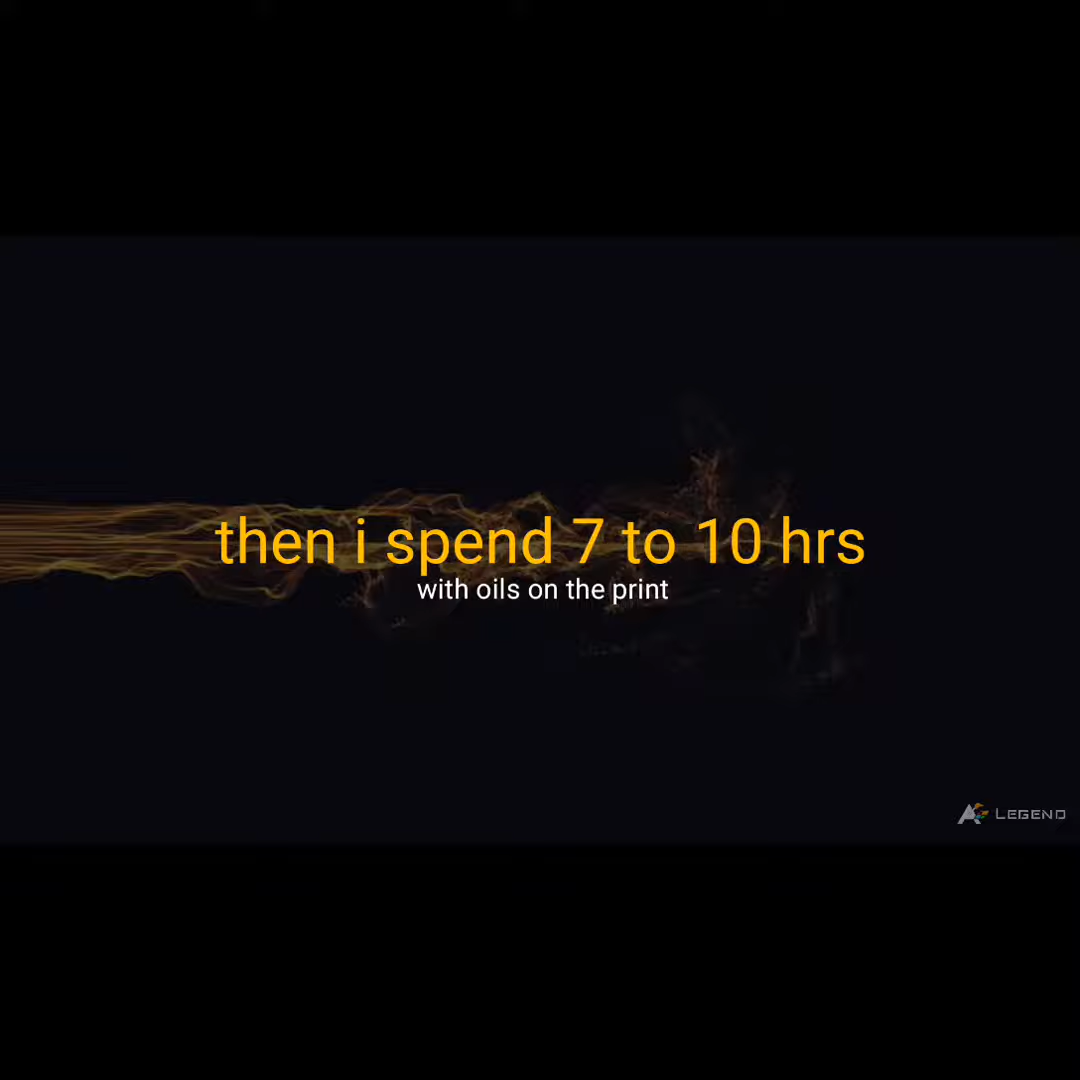 then i spend 7 to 10 hrs
with oils on the print
LEGEND